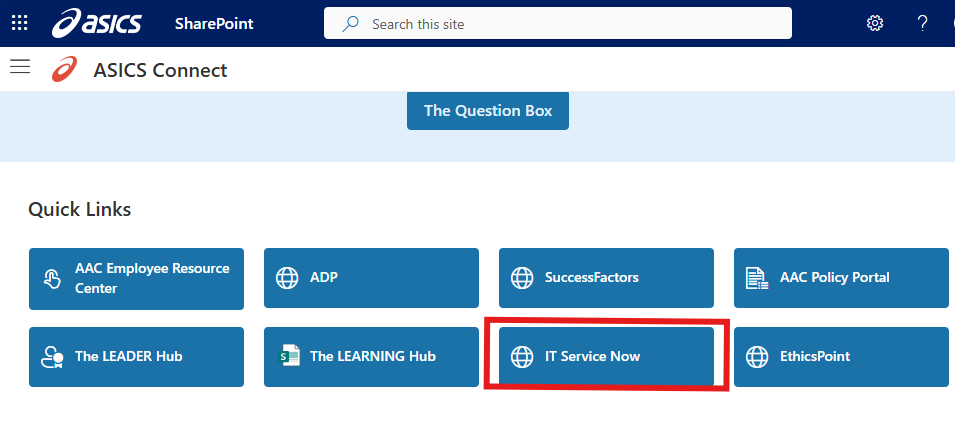 asics SharePoint Search this site ?
ASICS Connect
The Question Box
Quick Links
AAC Employee Resource
Center
ADP
SuccessFactors
AAC Policy Portal
The LEADER Hub
S
The LEARNING Hub
IT Service Now
EthicsPoint